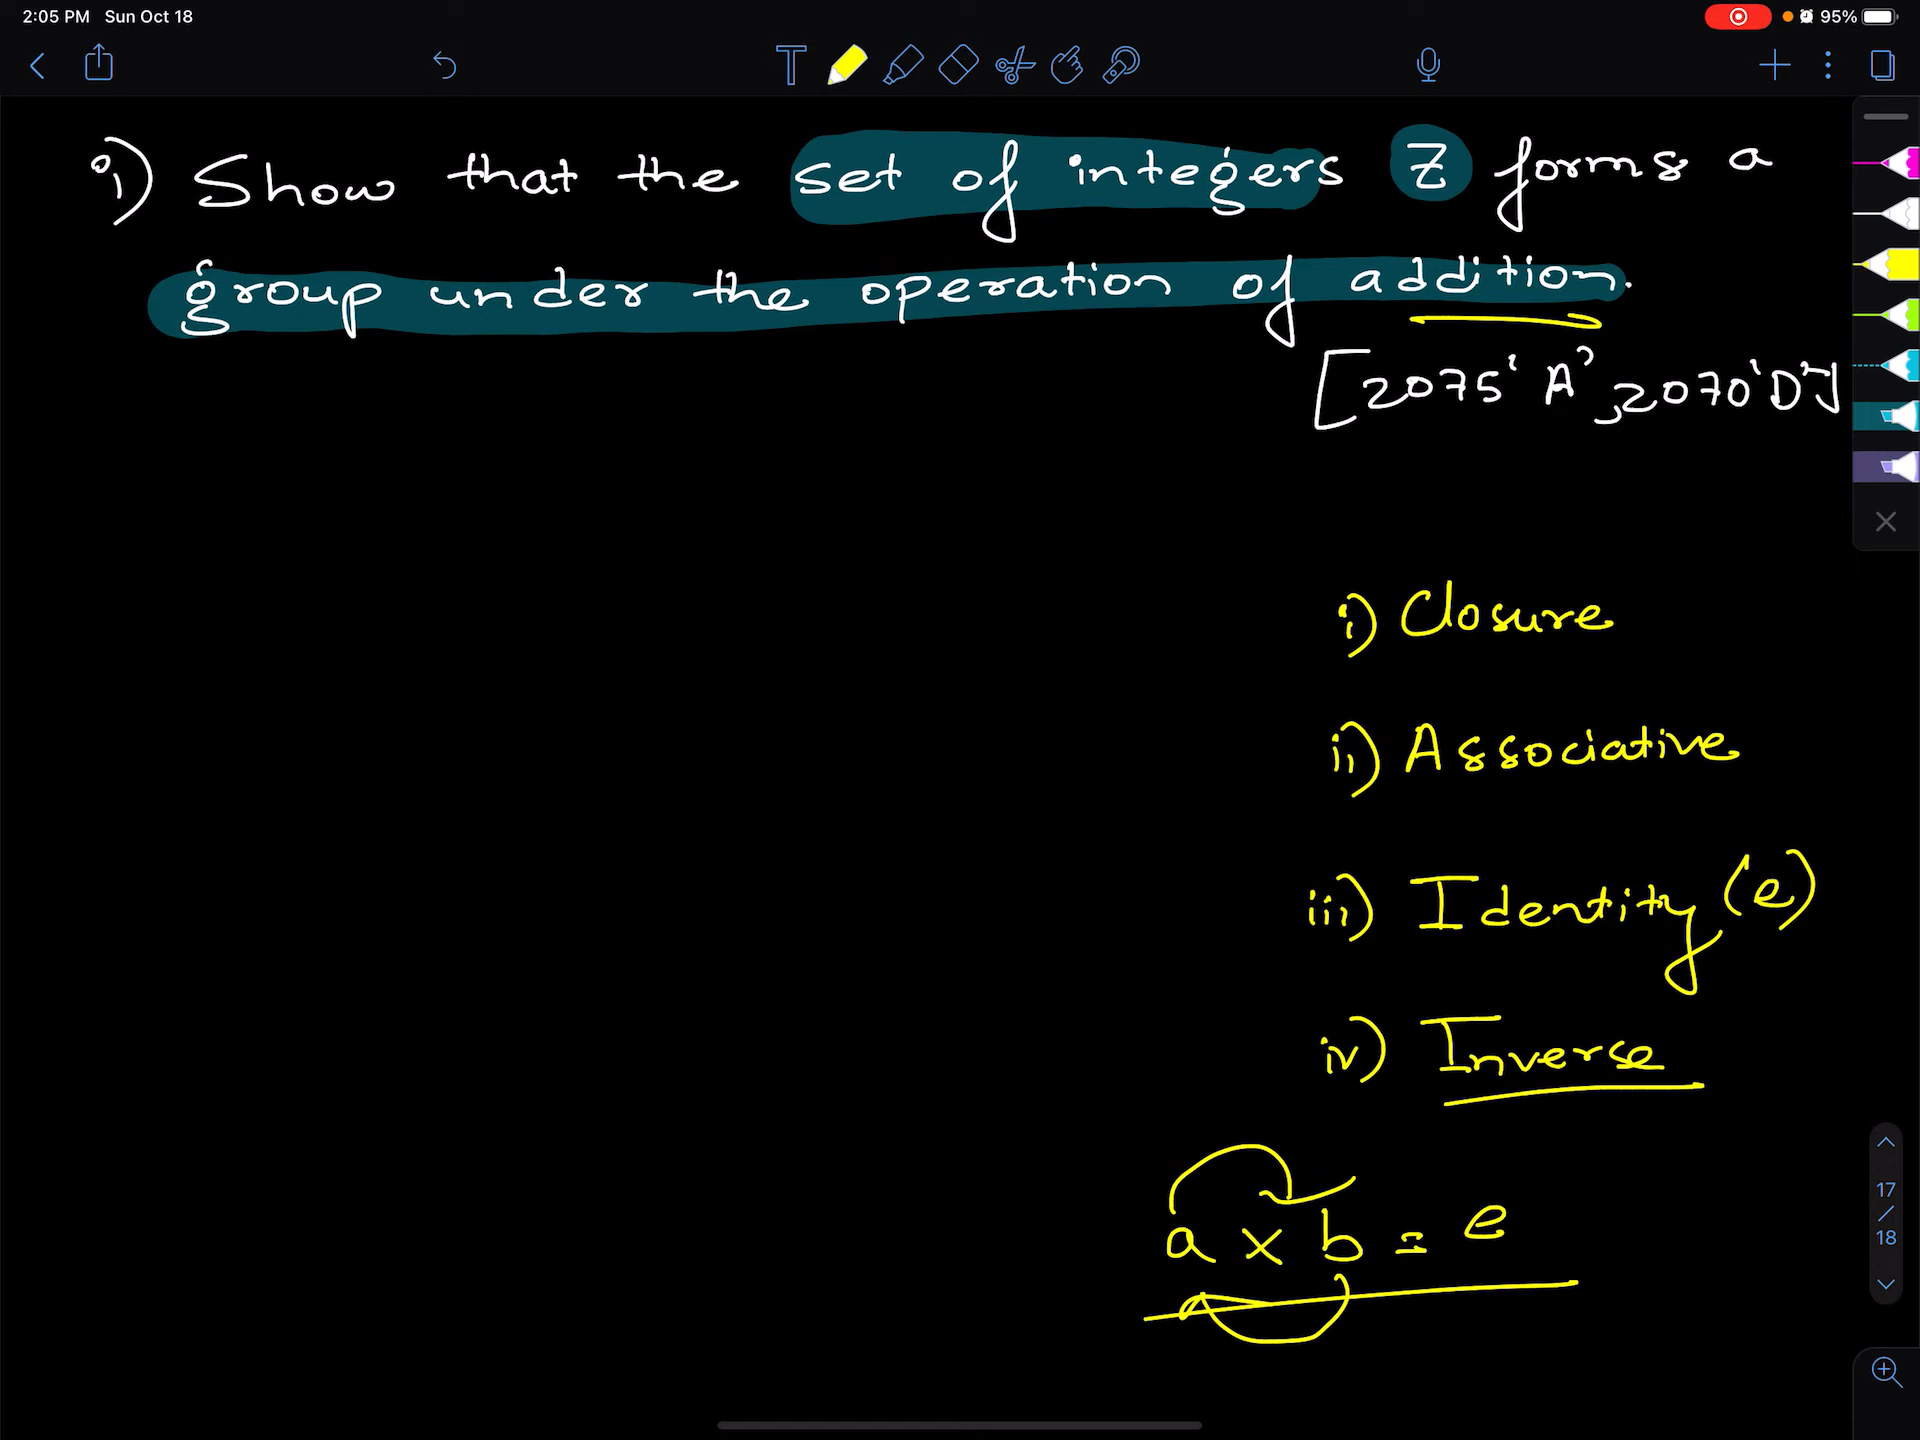 2:05 PM Sun Oct 18
95%
i) Show that the set of integers Z forms a
group under the operation of addition.
[2075 'A', 2070 'D']
i) Closure
ii) Associative
iii) Identity (e)
iv) Inverse
a × b = e
17
/
18